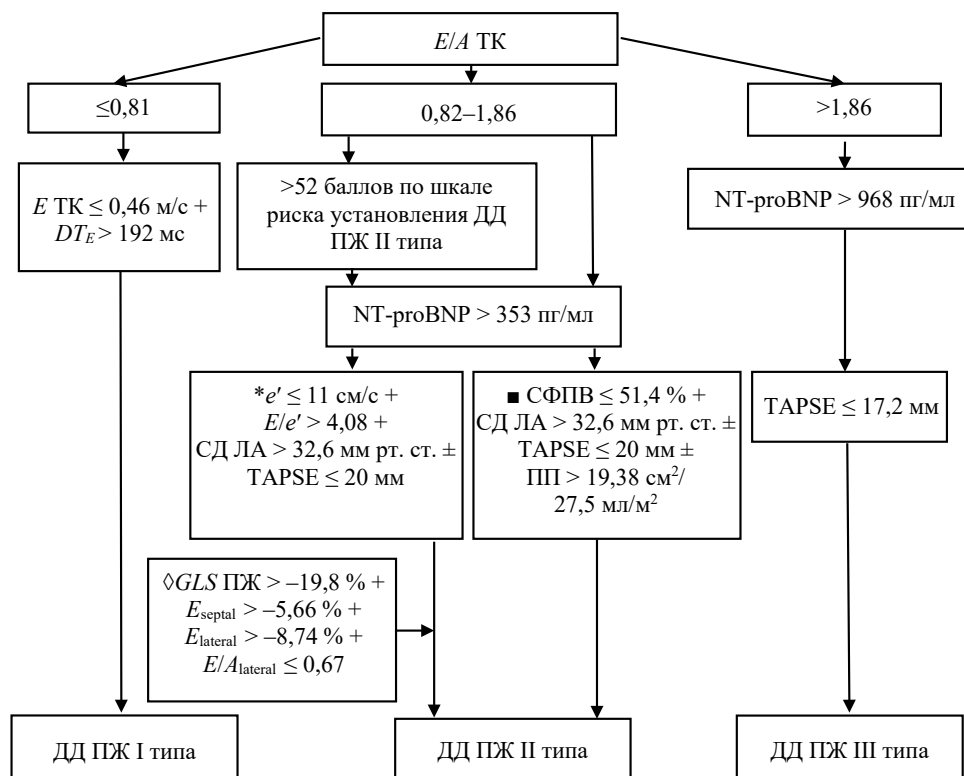 E/A ТК
≤0,81
0,82–1,86
>1,86
E ТК ≤ 0,46 м/с +
DT_E > 192 мс
>52 баллов по шкале
риска установления ДД
ПЖ II типа
NT-proBNP > 968 пг/мл
NT-proBNP > 353 пг/мл
*e′ ≤ 11 см/с +
E/e′ > 4,08 +
СД ЛА > 32,6 мм рт. ст. ±
TAPSE ≤ 20 мм
■ СФПВ ≤ 51,4 % +
СД ЛА > 32,6 мм рт. ст. ±
TAPSE ≤ 20 мм ±
ПП > 19,38 см²/
27,5 мл/м²
TAPSE ≤ 17,2 мм
◊GLS ПЖ > –19,8 % +
E_septal > –5,66 % +
E_lateral > –8,74 % +
E/A_lateral ≤ 0,67
ДД ПЖ I типа
ДД ПЖ II типа
ДД ПЖ III типа